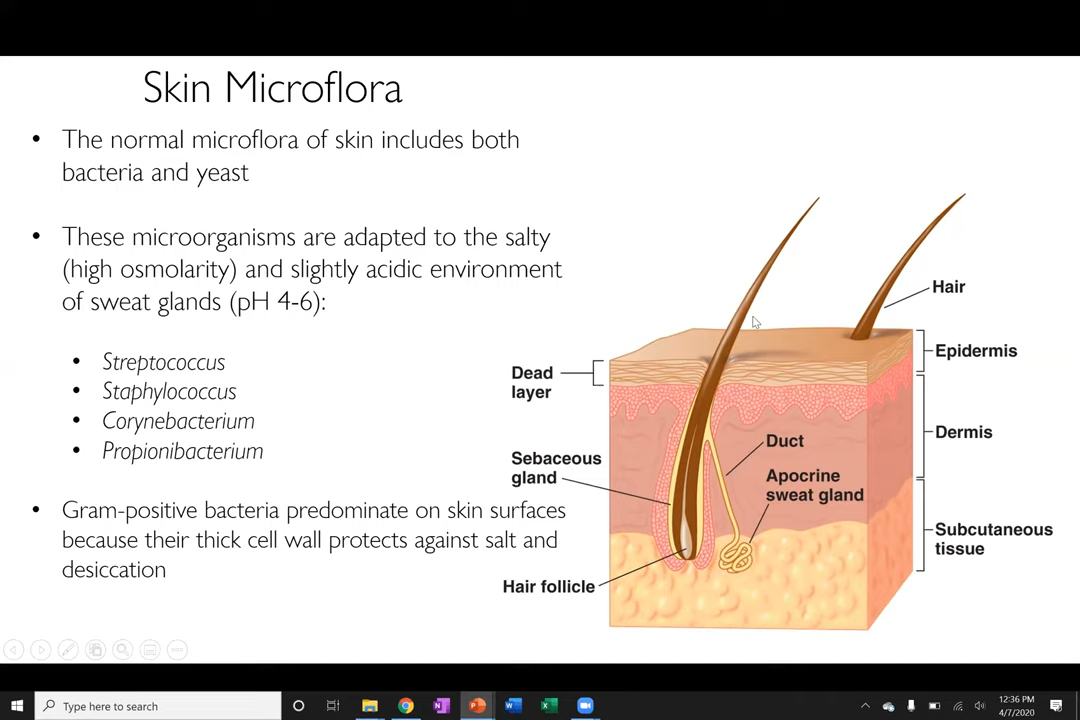 Skin Microflora
• The normal microflora of skin includes both
bacteria and yeast
• These microorganisms are adapted to the salty
(high osmolarity) and slightly acidic environment
of sweat glands (pH 4-6):
• Streptococcus
• Staphylococcus
• Corynebacterium
• Propionibacterium
• Gram-positive bacteria predominate on skin surfaces
because their thick cell wall protects against salt and
desiccation
Hair
Epidermis
Dead
layer
Dermis
Duct
Sebaceous
gland
Apocrine
sweat gland
Subcutaneous
tissue
Hair follicle
Type here to search
12:36 PM
4/7/2020